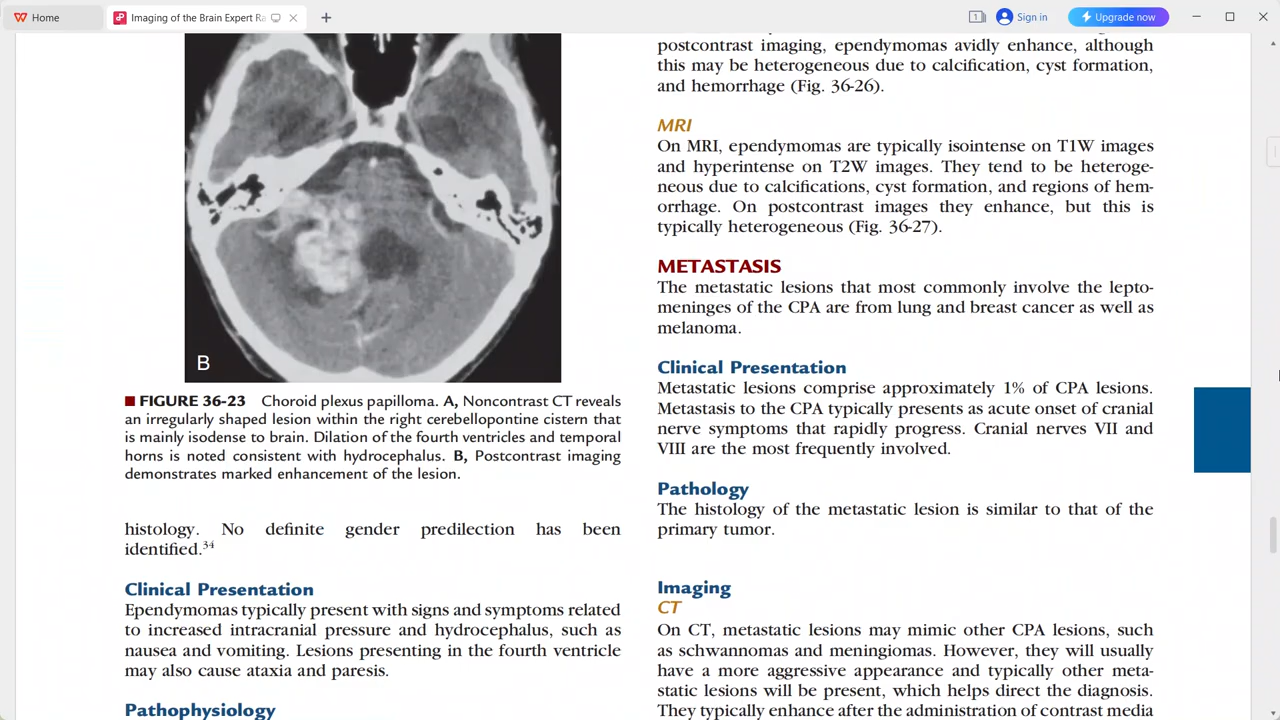 Home
Imaging of the Brain Expert Ra
1
Sign in
Upgrade now
B
FIGURE 36-23 Choroid plexus papilloma. A, Noncontrast CT reveals
an irregularly shaped lesion within the right cerebellopontine cistern that
is mainly isodense to brain. Dilation of the fourth ventricles and temporal
horns is noted consistent with hydrocephalus. B, Postcontrast imaging
demonstrates marked enhancement of the lesion.
histology. No definite gender predilection has been
identified.34
Clinical Presentation
Ependymomas typically present with signs and symptoms related
to increased intracranial pressure and hydrocephalus, such as
nausea and vomiting. Lesions presenting in the fourth ventricle
may also cause ataxia and paresis.
Pathophysiology
postcontrast imaging, ependymomas avidly enhance, although
this may be heterogeneous due to calcification, cyst formation,
and hemorrhage (Fig. 36-26).
MRI
On MRI, ependymomas are typically isointense on T1W images
and hyperintense on T2W images. They tend to be heteroge-
neous due to calcifications, cyst formation, and regions of hem-
orrhage. On postcontrast images they enhance, but this is
typically heterogeneous (Fig. 36-27).
METASTASIS
The metastatic lesions that most commonly involve the lepto-
meninges of the CPA are from lung and breast cancer as well as
melanoma.
Clinical Presentation
Metastatic lesions comprise approximately 1% of CPA lesions.
Metastasis to the CPA typically presents as acute onset of cranial
nerve symptoms that rapidly progress. Cranial nerves VII and
VIII are the most frequently involved.
Pathology
The histology of the metastatic lesion is similar to that of the
primary tumor.
Imaging
CT
On CT, metastatic lesions may mimic other CPA lesions, such
as schwannomas and meningiomas. However, they will usually
have a more aggressive appearance and typically other meta-
static lesions will be present, which helps direct the diagnosis.
They typically enhance after the administration of contrast media